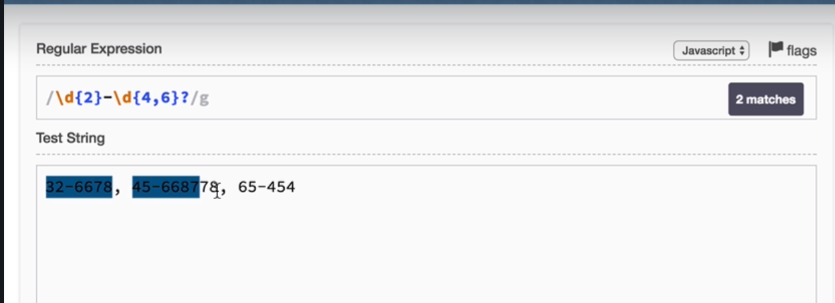 Regular Expression
Javascript flags
/\d{2}-\d{4,6}?/g
2 matches
Test String
32-6678, 45-668778, 65-454